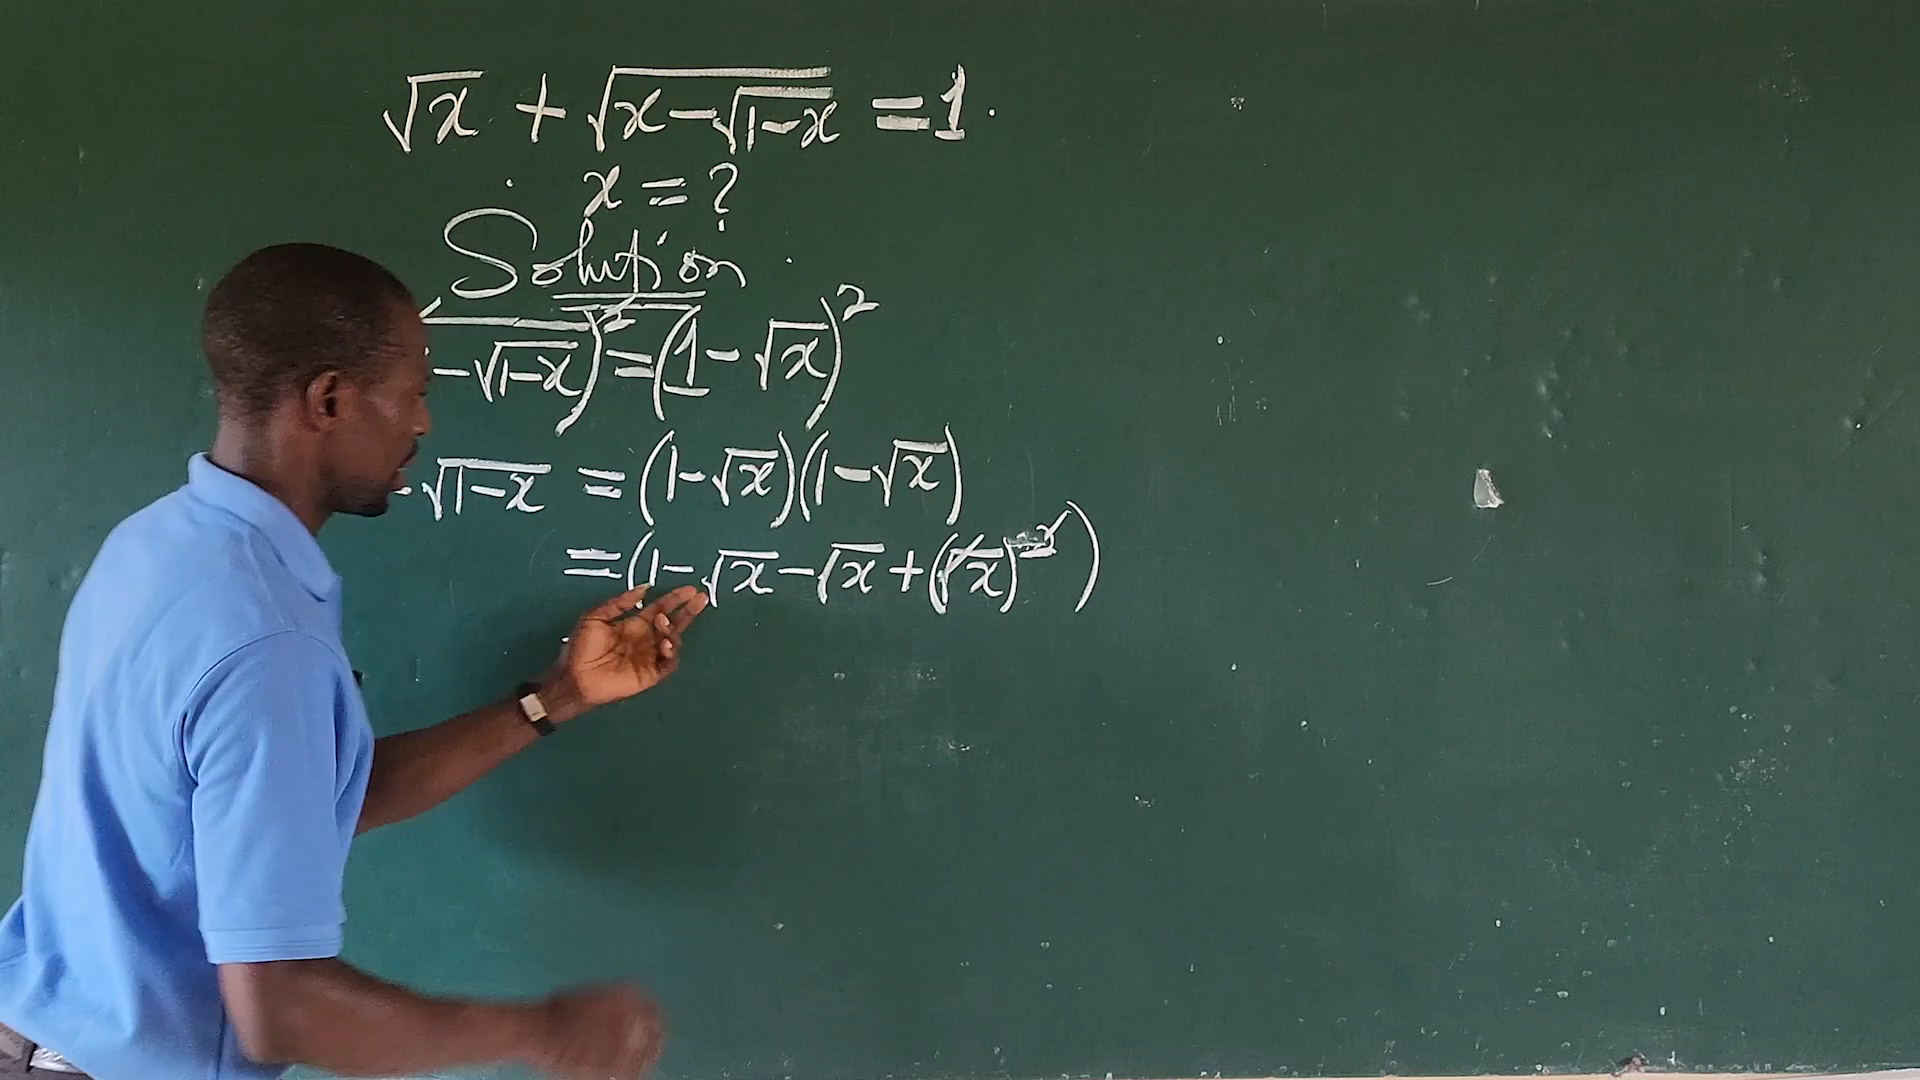 √x + √(x-√(1-x)) = 1.
x = ?
Solution
-√(1-x))² = (1 - √x)²
-√(1-x) = (1-√x)(1-√x)
= (1-√x-√x+(√x)²)